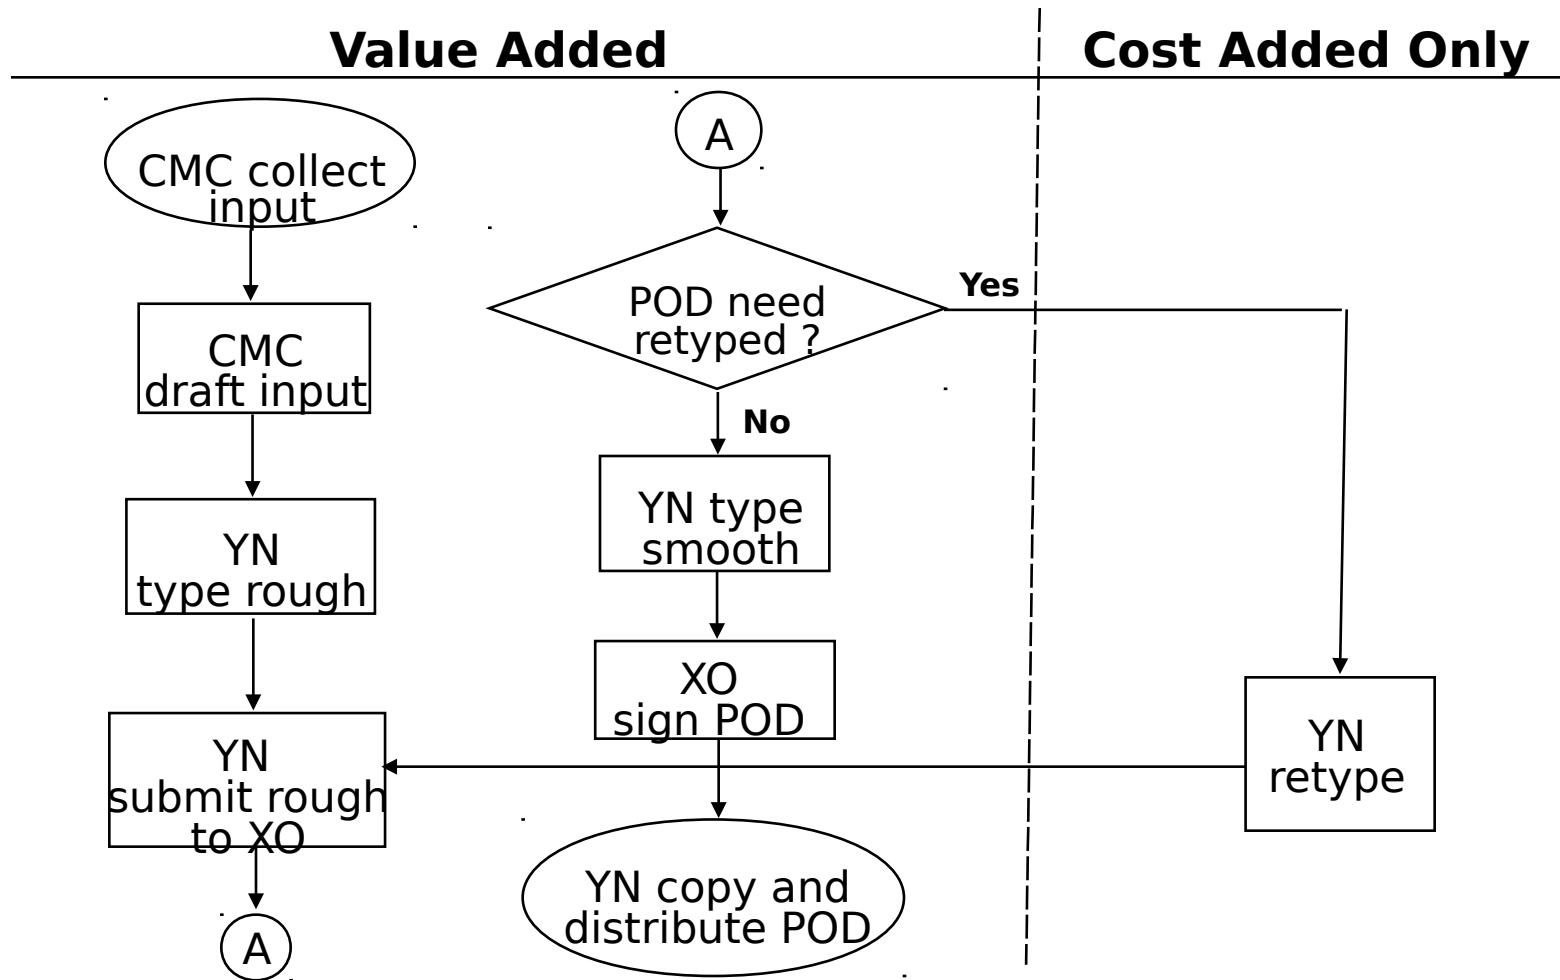 Value Added
Cost Added Only
CMC collect
input
CMC
draft input
YN
type rough
YN
submit rough
to XO
A
A
POD need
retyped ?
Yes
No
YN type
smooth
XO
sign POD
YN copy and
distribute POD
YN
retype